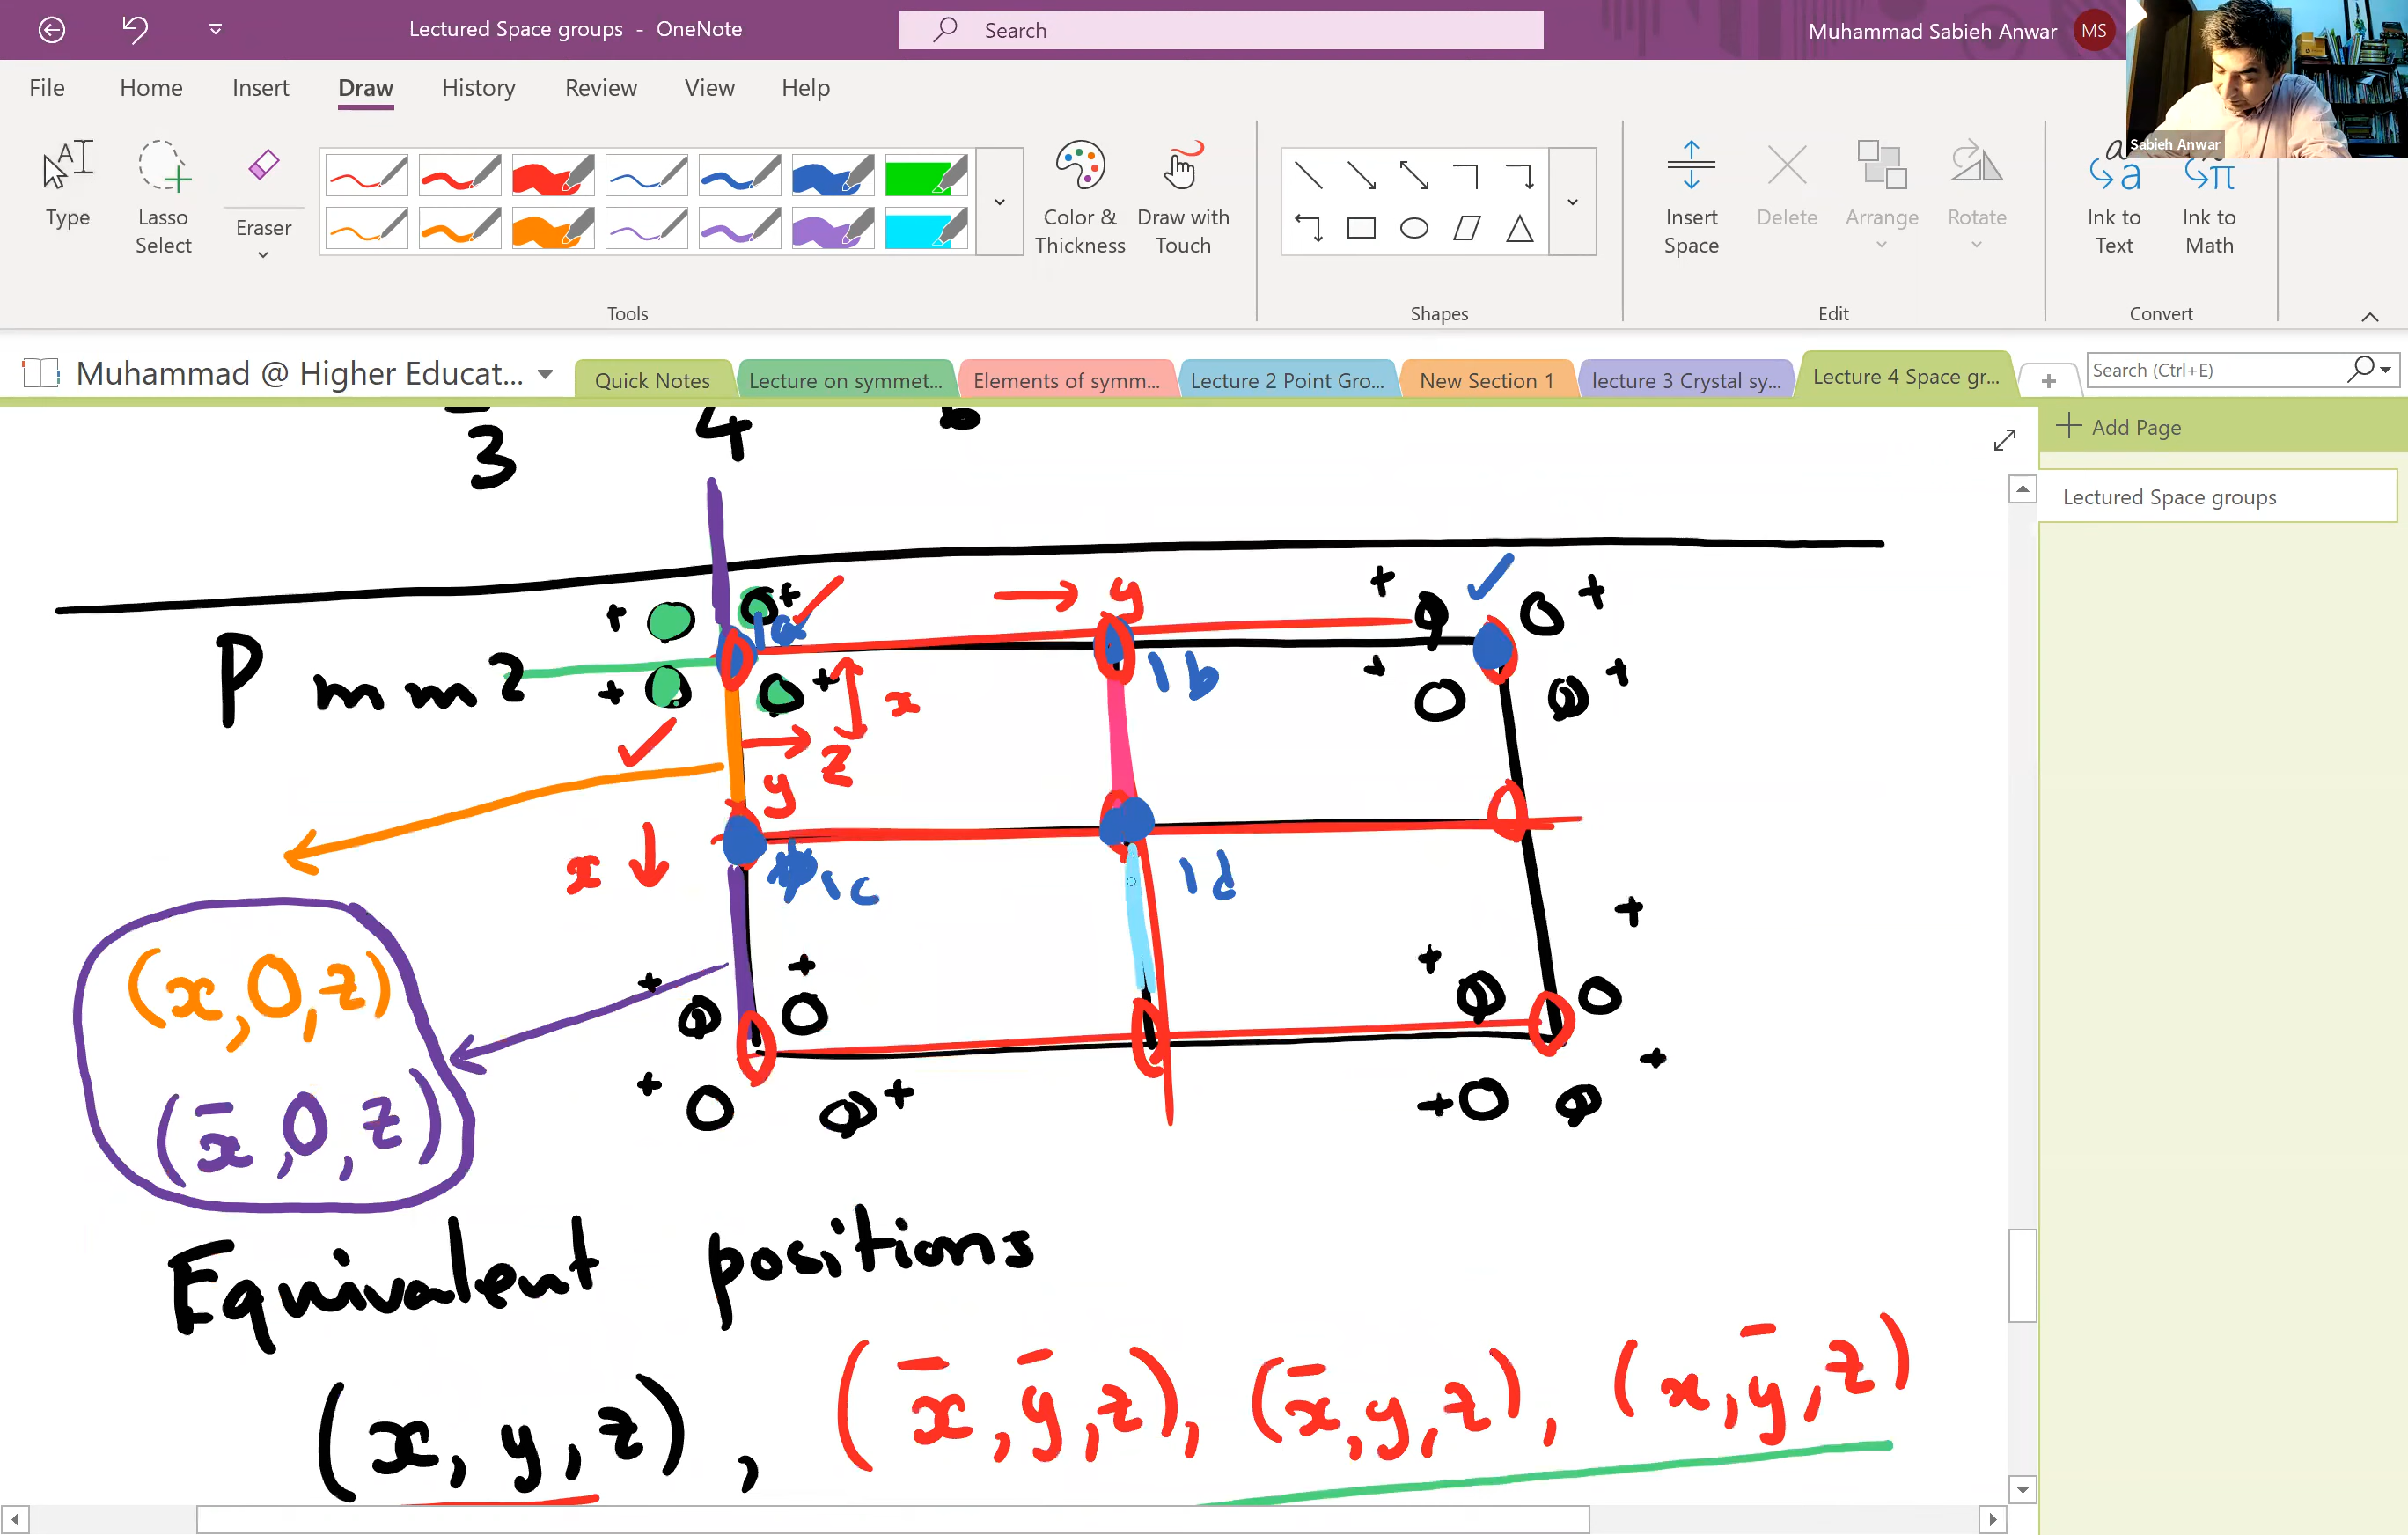 Lectured Space groups - OneNote
Search
Muhammad Sabieh Anwar
MS
Sabieh Anwar
File Home Insert Draw History Review View Help
Type
Lasso Select
Eraser
Color & Thickness
Draw with Touch
Insert Space
Delete
Arrange
Rotate
Ink to Text
Ink to Math
Tools
Shapes
Edit
Convert
Muhammad @ Higher Educat...
Quick Notes
Lecture on symmet...
Elements of symm...
Lecture 2 Point Gro...
New Section 1
lecture 3 Crystal sy...
Lecture 4 Space gr...
Search (Ctrl+E)
Add Page
Lectured Space groups
3 4
P m m 2
1a
y
1b
x
z
y
x
1c
1d
(x, 0, z)
(x̄, 0, z)
Equivalent positions
(x, y, z), (x̄, ȳ, z), (x̄, y, z), (x, ȳ, z)